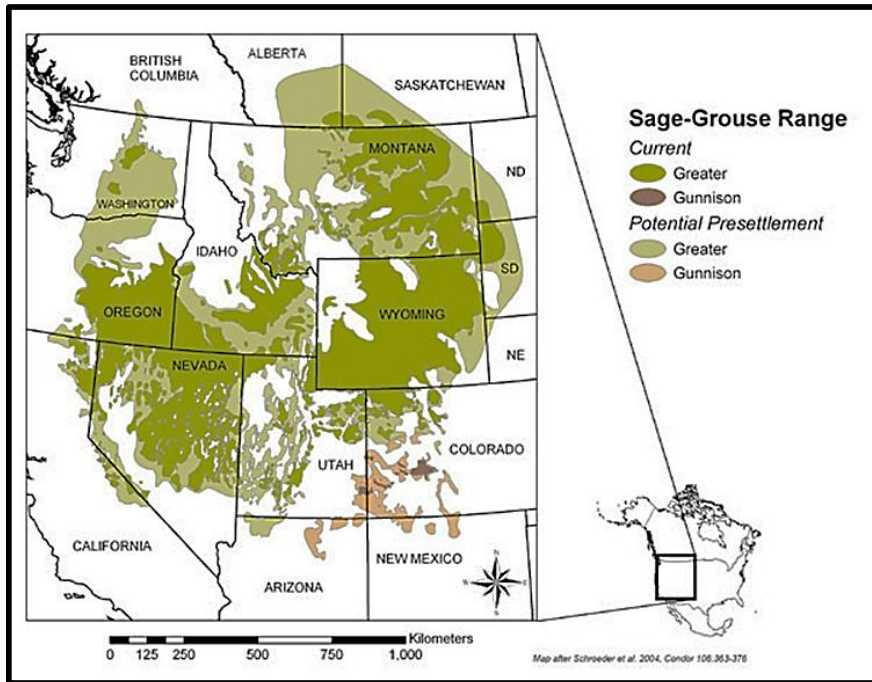 BRITISH
COLUMBIA
ALBERTA
SASKATCHEWAN
WASHINGTON
MONTANA
ND
IDAHO
SD
OREGON
WYOMING
NEVADA
NE
UTAH
COLORADO
CALIFORNIA
ARIZONA
NEW MEXICO
N
W
E
S
Kilometers
0 125 250 500 750 1,000
Sage-Grouse Range
Current
Greater
Gunnison
Potential Presettlement
Greater
Gunnison
Map after Schroeder et al. 2004, Condor 106:363-376